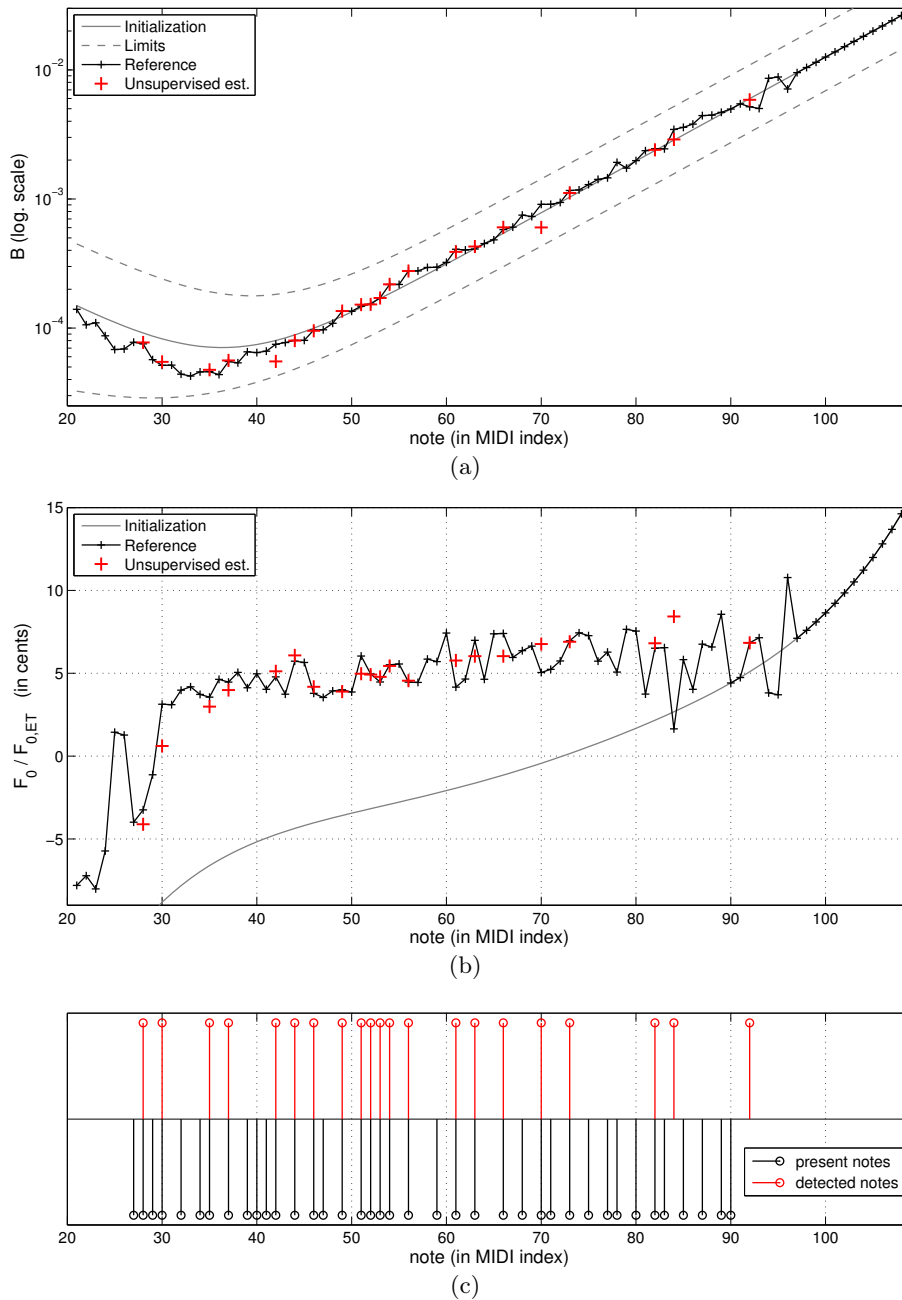 Initialization
Limits
Reference
Unsupervised est.
10⁻²
10⁻³
10⁻⁴
B (log. scale)
20 30 40 50 60 70 80 90 100
note (in MIDI index)
(a)
Initialization
Reference
Unsupervised est.
15
10
5
0
−5
F₀ / F₀,ET (in cents)
20 30 40 50 60 70 80 90 100
note (in MIDI index)
(b)
present notes
detected notes
20 30 40 50 60 70 80 90 100
note (in MIDI index)
(c)